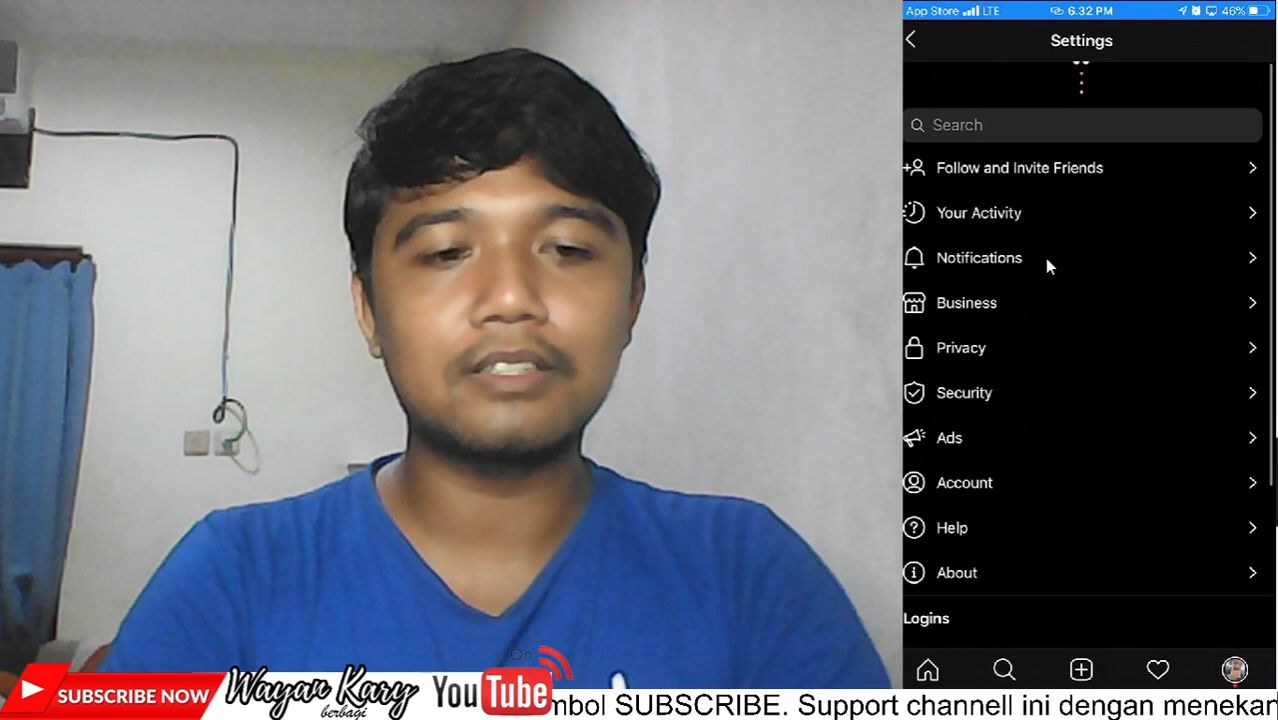 App Store LTE 6.32 PM 46%
Settings
Search
Follow and Invite Friends
Your Activity
Notifications
Business
Privacy
Security
Ads
Account
Help
About
Logins
SUBSCRIBE NOW
Wayan Kary
berbagi
On
YouTube
mbol SUBSCRIBE. Support channell ini dengan menekan